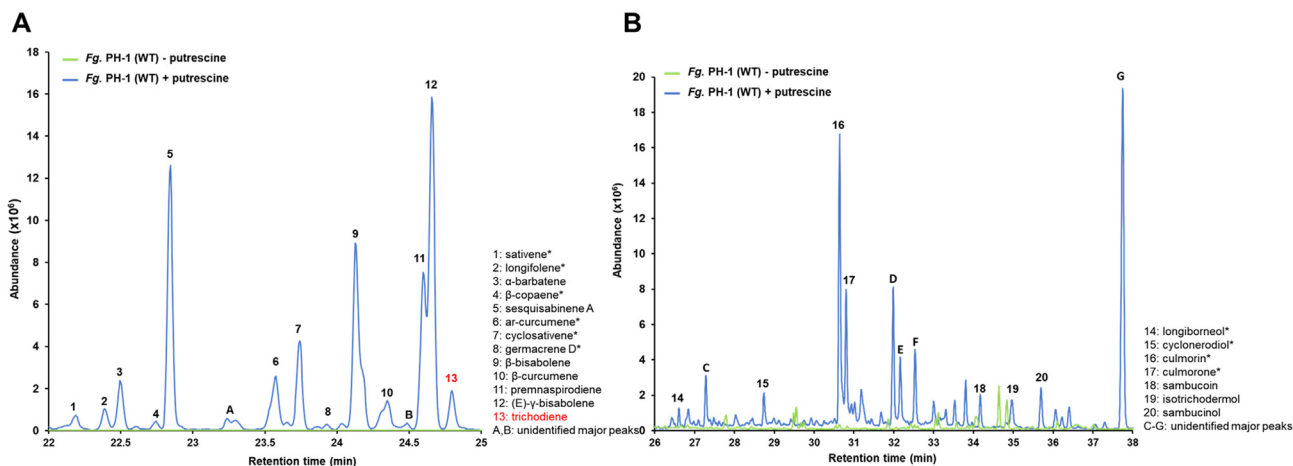 A
Fg. PH-1 (WT) - putrescine
Fg. PH-1 (WT) + putrescine
Abundance (x10⁶)
18
16
14
12
10
8
6
4
2
0
1
2
3
4
5
A
6
7
8
9
10
B
11
12
13
22
22.5
23
23.5
24
24.5
25
Retention time (min)
1: sativene*
2: longifolene*
3: α-barbatene
4: β-copaene*
5: sesquisabinene A
6: ar-curcumene*
7: cyclosativene*
8: germacrene D*
9: β-bisabolene
10: β-curcumene
11: premnaspirodiene
12: (E)-γ-bisabolene
13: trichodiene
A,B: unidentified major peaks
B
Fg. PH-1 (WT) - putrescine
Fg. PH-1 (WT) + putrescine
Abundance (x10⁶)
20
18
16
14
12
10
8
6
4
2
0
14
C
15
16
17
D
E
F
18
19
20
G
26
27
28
29
30
31
32
33
34
35
36
37
38
Retention time (min)
14: longiborneol*
15: cyclonerodiol*
16: culmorin*
17: culmorone*
18: sambucoin
19: isotrichodermol
20: sambucinol
C-G: unidentified major peaks